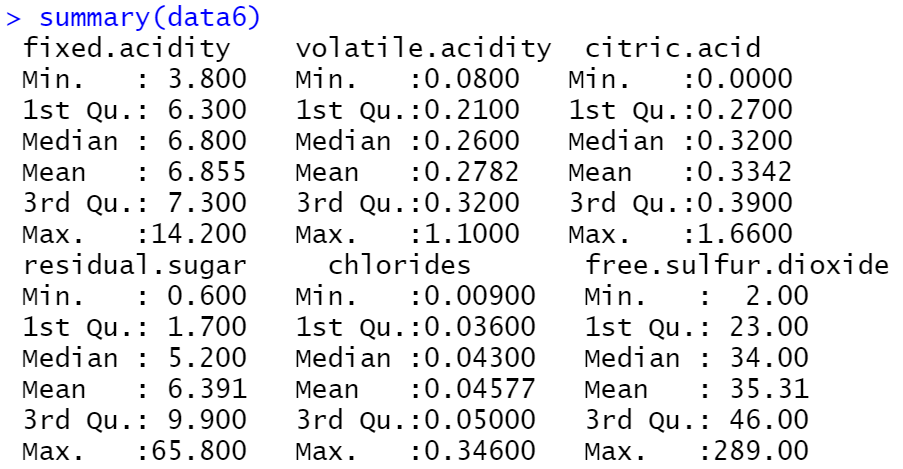 > summary(data6)
fixed.acidity volatile.acidity citric.acid
Min. : 3.800 Min. :0.0800 Min. :0.0000
1st Qu.: 6.300 1st Qu.:0.2100 1st Qu.:0.2700
Median : 6.800 Median :0.2600 Median :0.3200
Mean : 6.855 Mean :0.2782 Mean :0.3342
3rd Qu.: 7.300 3rd Qu.:0.3200 3rd Qu.:0.3900
Max. :14.200 Max. :1.1000 Max. :1.6600
residual.sugar chlorides free.sulfur.dioxide
Min. : 0.600 Min. :0.00900 Min. : 2.00
1st Qu.: 1.700 1st Qu.:0.03600 1st Qu.: 23.00
Median : 5.200 Median :0.04300 Median : 34.00
Mean : 6.391 Mean :0.04577 Mean : 35.31
3rd Qu.: 9.900 3rd Qu.:0.05000 3rd Qu.: 46.00
Max. :65.800 Max. :0.34600 Max. :289.00